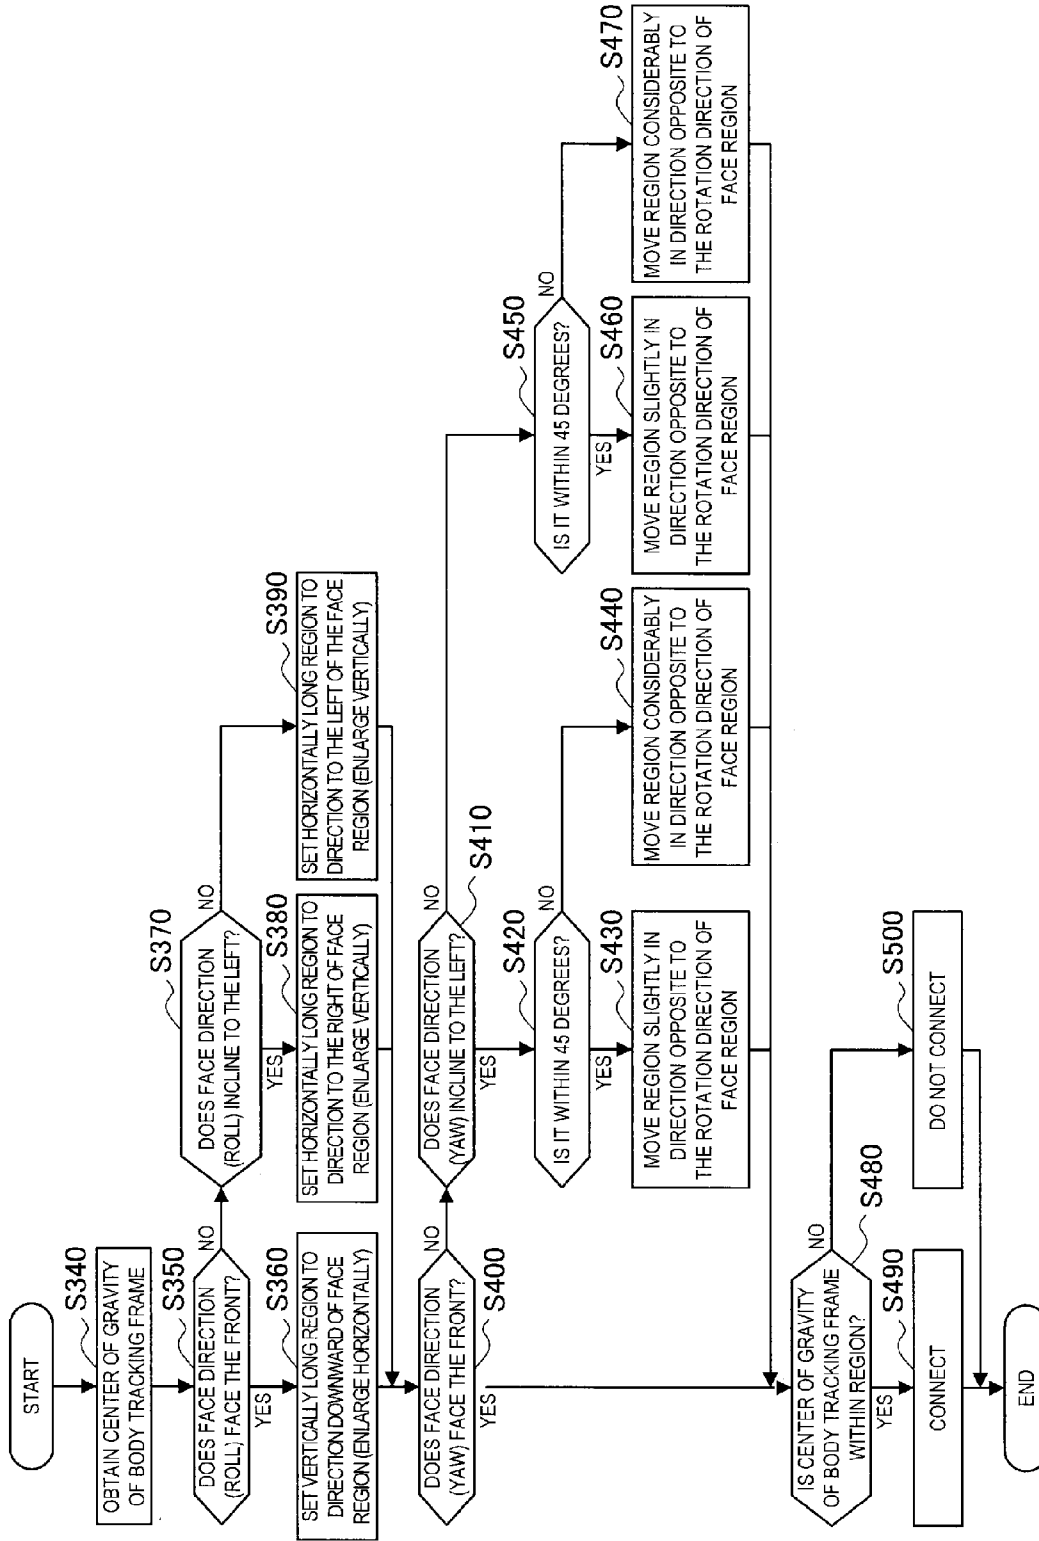 START
S340
OBTAIN CENTER OF GRAVITY
OF BODY TRACKING FRAME
S350
DOES FACE DIRECTION
(ROLL) FACE THE FRONT?
NO
YES
S370
DOES FACE DIRECTION
(ROLL) INCLINE TO THE LEFT?
NO
YES
S360
SET VERTICALLY LONG REGION TO
DIRECTION DOWNWARD OF FACE
REGION (ENLARGE HORIZONTALLY)
S380
SET HORIZONTALLY LONG REGION TO
DIRECTION TO THE RIGHT OF FACE
REGION (ENLARGE VERTICALLY)
S390
SET HORIZONTALLY LONG REGION TO
DIRECTION TO THE LEFT OF THE FACE
REGION (ENLARGE VERTICALLY)
S400
DOES FACE DIRECTION
(YAW) FACE THE FRONT?
NO
YES
S410
DOES FACE DIRECTION
(YAW) INCLINE TO THE LEFT?
NO
YES
S420
IS IT WITHIN 45 DEGREES?
NO
YES
S450
IS IT WITHIN 45 DEGREES?
NO
YES
S430
MOVE REGION SLIGHTLY IN
DIRECTION OPPOSITE TO
THE ROTATION DIRECTION OF
FACE REGION
S440
MOVE REGION CONSIDERABLY
IN DIRECTION OPPOSITE TO
THE ROTATION DIRECTION OF
FACE REGION
S460
MOVE REGION SLIGHTLY IN
DIRECTION OPPOSITE TO
THE ROTATION DIRECTION OF
FACE REGION
S470
MOVE REGION CONSIDERABLY
IN DIRECTION OPPOSITE TO
THE ROTATION DIRECTION OF
FACE REGION
S480
IS CENTER OF GRAVITY
OF BODY TRACKING FRAME
WITHIN REGION?
NO
YES
S490
CONNECT
S500
DO NOT CONNECT
END